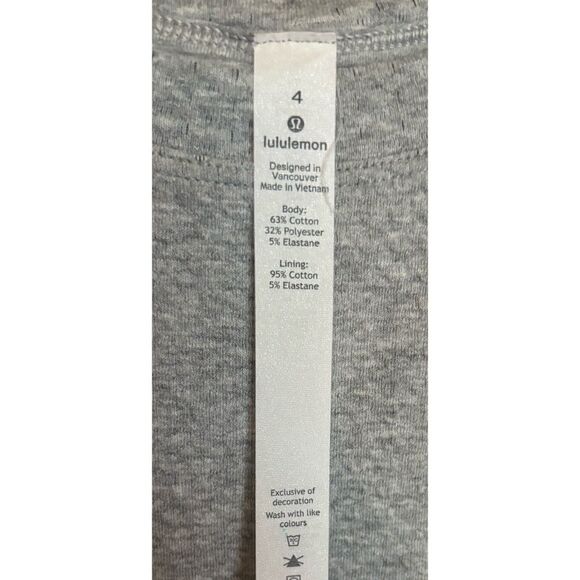 4
lululemon
Designed in
Vancouver
Made in Vietnam
Body:
63% Cotton
32% Polyester
5% Elastane
Lining:
95% Cotton
5% Elastane
Exclusive of
decoration
Wash with like
colours